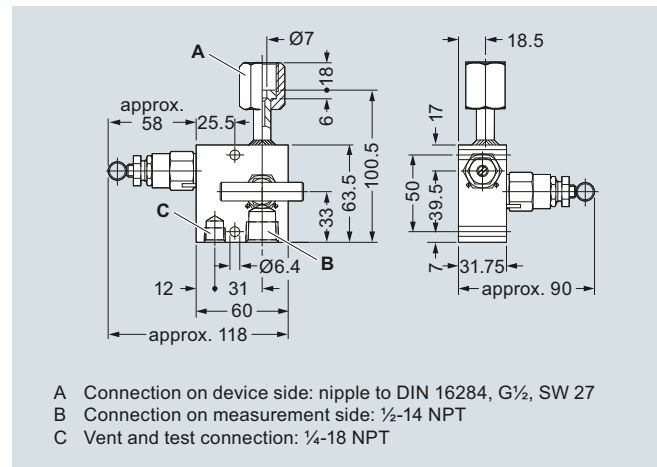 Ø7
A
18
18.5
approx.
58
25.5
6
17
100.5
63.5
50
39.5
33
C
Ø6.4
B
12
31
7
31.75
60
approx. 90
approx. 118
A Connection on device side: nipple to DIN 16284, G½, SW 27
B Connection on measurement side: ½-14 NPT
C Vent and test connection: ¼-18 NPT